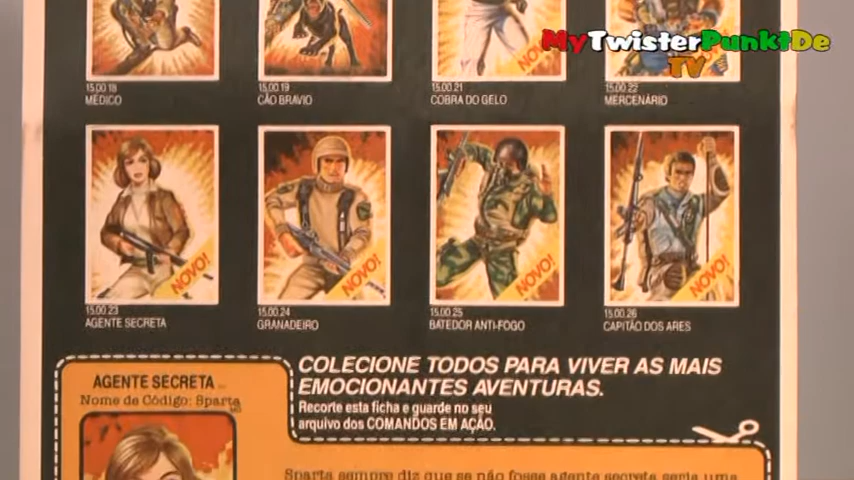 NOVO!
MyTwisterPunktDe
TV
15.00.18
MÉDICO
15.00.19
CÃO BRAVIO
15.00.21
COBRA DO GELO
15.00.22
MERCENÁRIO
NOVO!
NOVO!
NOVO!
NOVO!
15.00.23
AGENTE SECRETA
15.00.24
GRANADEIRO
15.00.25
BATEDOR ANTI-FOGO
15.00.26
CAPITÃO DOS ARES
COLECIONE TODOS PARA VIVER AS MAIS
EMOCIONANTES AVENTURAS.
Recorte esta ficha e guarde no seu
arquivo dos COMANDOS EM AÇÃO.
AGENTE SECRETA
Nome de Código: Sparta
Sparta sempre diz que se não fosse agente secreta seria uma